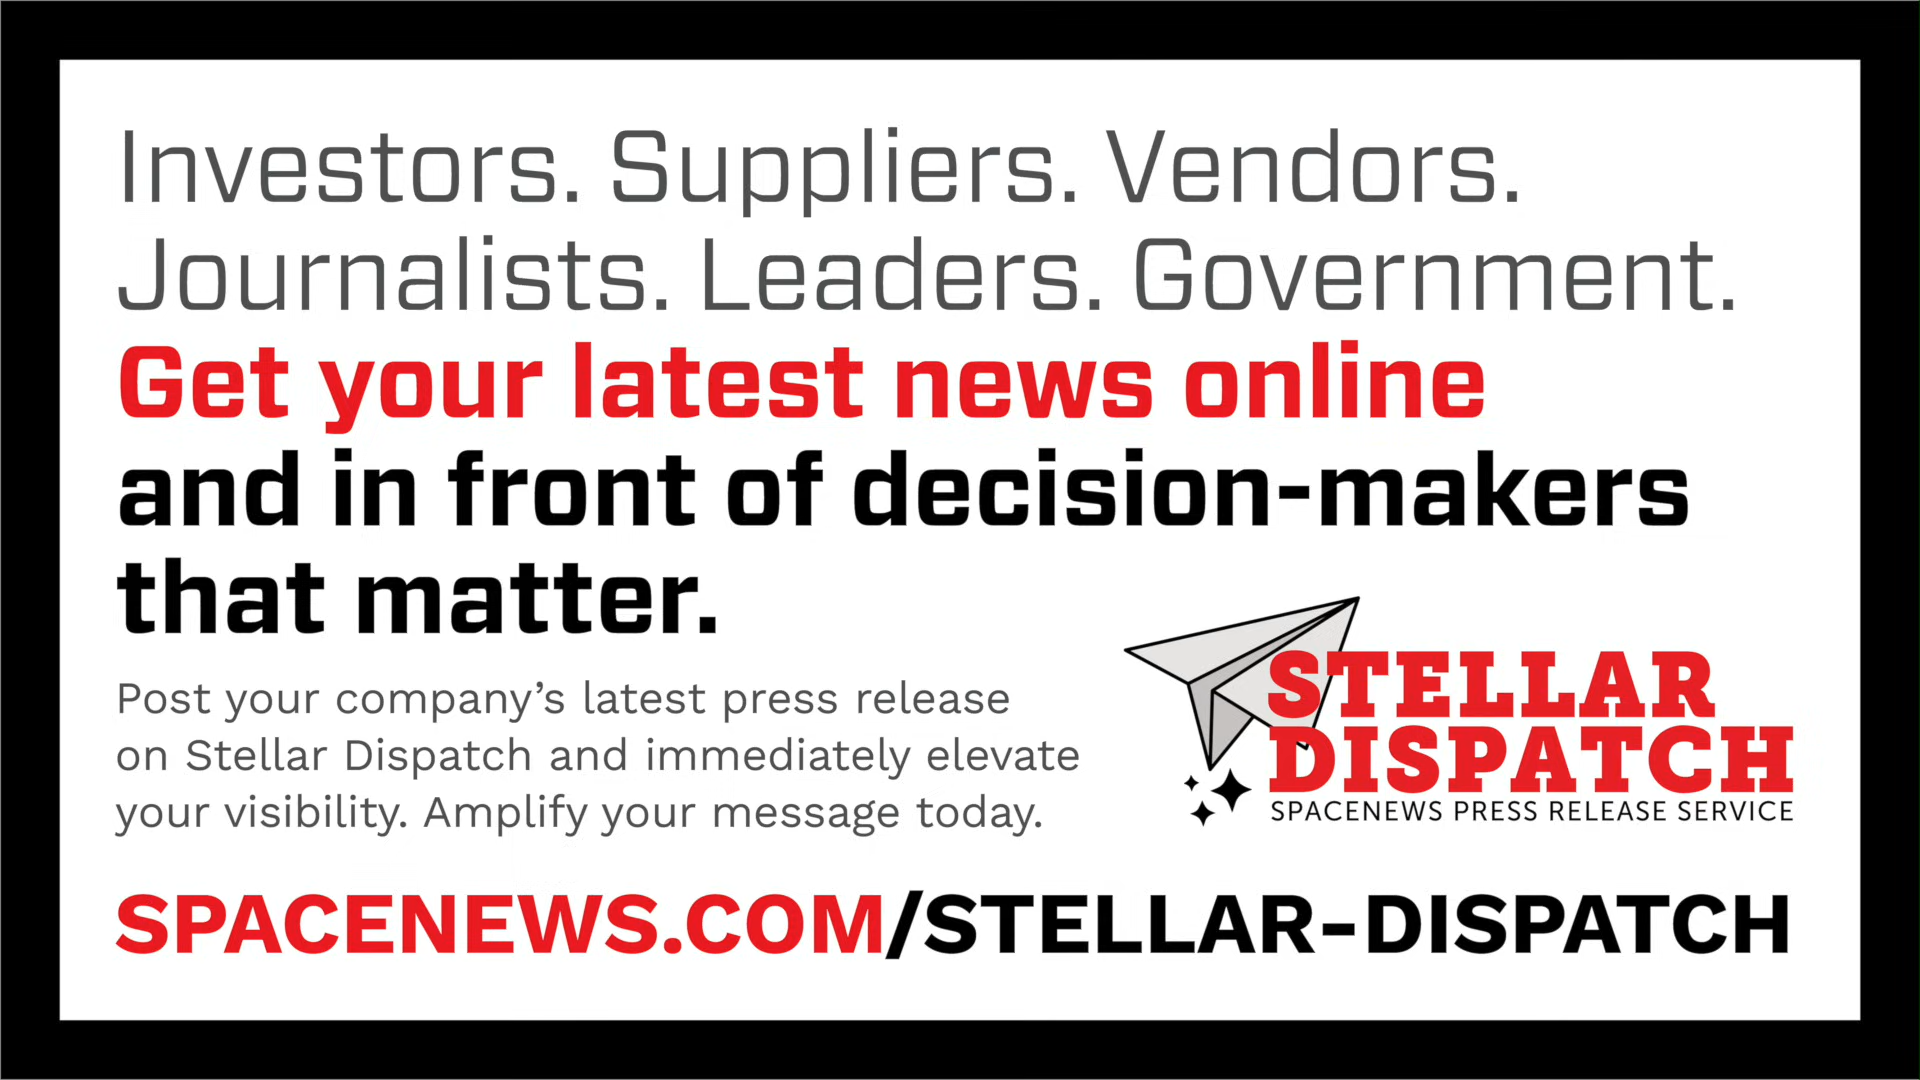 Investors. Suppliers. Vendors.
Journalists. Leaders. Government.
Get your latest news online
and in front of decision-makers
that matter.
Post your company’s latest press release
on Stellar Dispatch and immediately elevate
your visibility. Amplify your message today.
STELLAR
DISPATCH
SPACENEWS PRESS RELEASE SERVICE
SPACENEWS.COM/STELLAR-DISPATCH